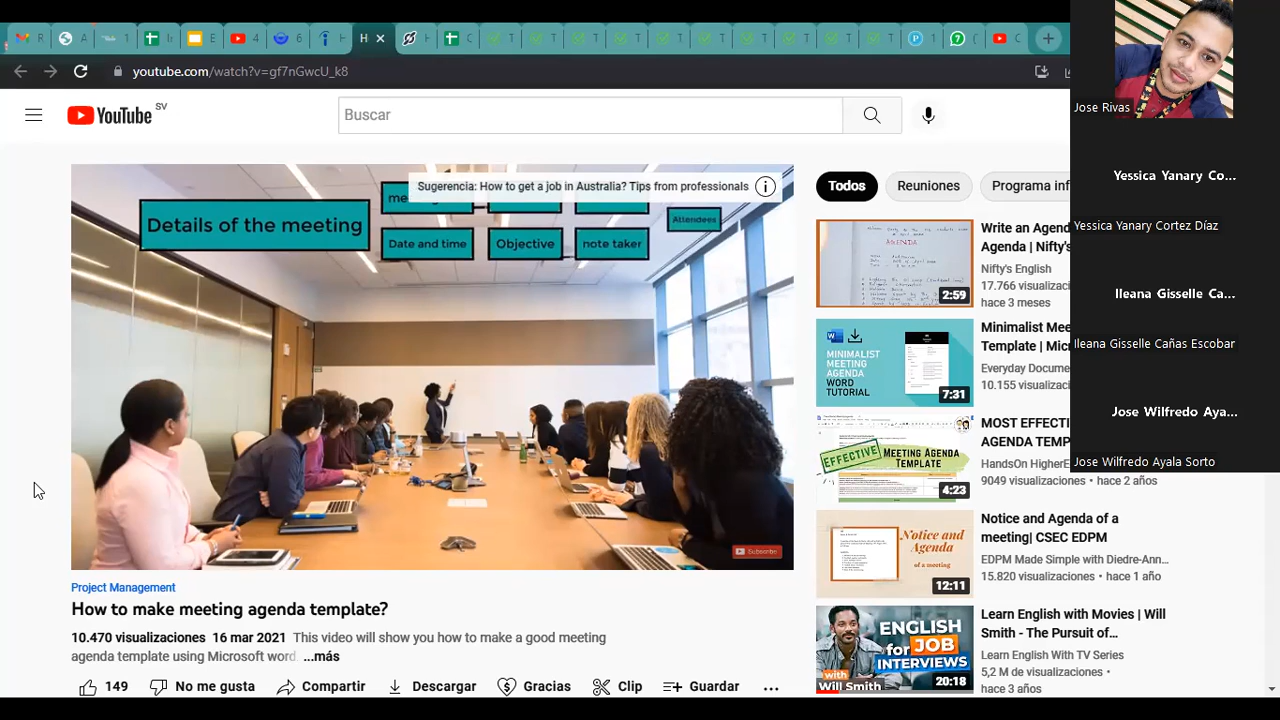 youtube.com/watch?v=gf7nGwcU_k8
YouTube SV
Buscar
Sugerencia: How to get a job in Australia? Tips from professionals
Details of the meeting
Attendees
Date and time
Objective
note taker
Subscribe
Project Management
How to make meeting agenda template?
10.470 visualizaciones 16 mar 2021 This video will show you how to make a good meeting
agenda template using Microsoft word. ...más
149 No me gusta Compartir Descargar Gracias Clip Guardar ...
Todos Reuniones Programa inf
2:59
Write an Agend
Agenda | Nifty's
Nifty's English
17.766 visualizaci
hace 3 meses
MINIMALIST
MEETING
AGENDA
WORD
TUTORIAL
7:31
Minimalist Mee
Template | Micr
Everyday Docume
10.155 visualizaci
EFFECTIVE MEETING AGENDA
TEMPLATE
4:23
MOST EFFECTI
AGENDA TEMP
HandsOn HigherE
9049 visualizaciones • hace 2 años
Notice and
Agenda
of a meeting
12:11
Notice and Agenda of a
meeting| CSEC EDPM
EDPM Made Simple with Diedre-Ann...
15.820 visualizaciones • hace 1 año
ENGLISH
for JOB
INTERVIEWS
with
Will Smith
20:18
Learn English with Movies | Will
Smith - The Pursuit of...
Learn English With TV Series
5,2 M de visualizaciones •
hace 3 años
Jose Rivas
Yessica Yanary Co...
Yessica Yanary Cortez Díaz
Ileana Gisselle Ca...
Ileana Gisselle Cañas Escobar
Jose Wilfredo Aya...
Jose Wilfredo Ayala Sorto